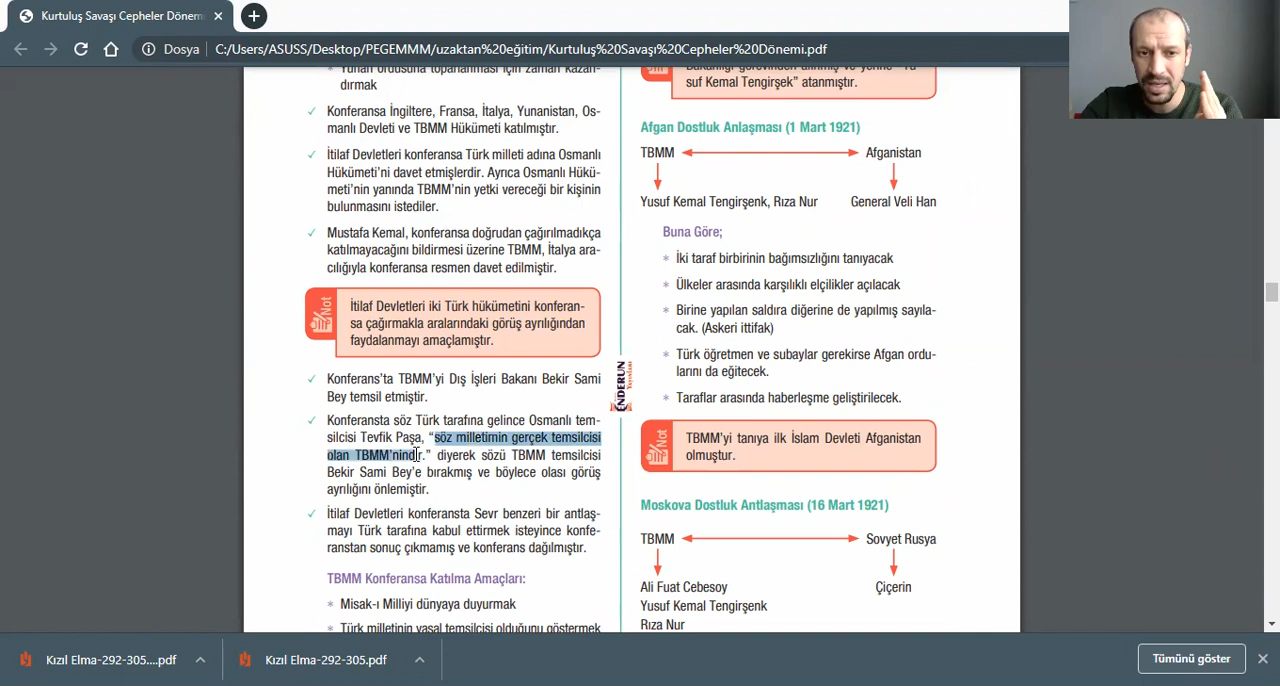 Kurtuluş Savaşı Cepheler Dönem
Dosya
C:/Users/ASUSS/Desktop/PEGEMMM/uzaktan%20eğitim/Kurtuluş%20Savaşı%20Cepheler%20Dönemi.pdf
Yunan ordusuna toparlanması için zaman kazan-
dırmak
Konferansa İngiltere, Fransa, İtalya, Yunanistan, Os-
manlı Devleti ve TBMM Hükümeti katılmıştır.
İtilaf Devletleri konferansa Türk milleti adına Osmanlı
Hükümeti'ni davet etmişlerdir. Ayrıca Osmanlı Hükü-
meti'nin yanında TBMM'nin yetki vereceği bir kişinin
bulunmasını istediler.
Mustafa Kemal, konferansa doğrudan çağırılmadıkça
katılmayacağını bildirmesi üzerine TBMM, İtalya ara-
cılığıyla konferansa resmen davet edilmiştir.
Not
İtilaf Devletleri iki Türk hükümetini konferan-
sa çağırmakla aralarındaki görüş ayrılığından
faydalanmayı amaçlamıştır.
Konferans'ta TBMM'yi Dış İşleri Bakanı Bekir Sami
Bey temsil etmiştir.
Konferansta söz Türk tarafına gelince Osmanlı tem-
silcisi Tevfik Paşa, “söz milletimin gerçek temsilcisi
olan TBMM'nindir.” diyerek sözü TBMM temsilcisi
Bekir Sami Bey'e bırakmış ve böylece olası görüş
ayrılığını önlemiştir.
İtilaf Devletleri konferansta Sevr benzeri bir antlaş-
mayı Türk tarafına kabul ettirmek isteyince konfe-
ranstan sonuç çıkmamış ve konferans dağılmıştır.
TBMM Konferansa Katılma Amaçları:
Misak-ı Milliyi dünyaya duyurmak
Türk milletinin yasal temsilcisi olduğunu göstermek
ENDERUN
Yayınları
Bakanlığı görevinden alınmış ve yerine “Yu-
suf Kemal Tengirşek” atanmıştır.
Afgan Dostluk Anlaşması (1 Mart 1921)
TBMM
Afganistan
Yusuf Kemal Tengirşenk, Rıza Nur
General Veli Han
Buna Göre;
İki taraf birbirinin bağımsızlığını tanıyacak
Ülkeler arasında karşılıklı elçilikler açılacak
Birine yapılan saldıra diğerine de yapılmış sayıla-
cak. (Askeri ittifak)
Türk öğretmen ve subaylar gerekirse Afgan ordu-
larını da eğitecek.
Taraflar arasında haberleşme geliştirilecek.
Not
TBMM'yi tanıya ilk İslam Devleti Afganistan
olmuştur.
Moskova Dostluk Antlaşması (16 Mart 1921)
TBMM
Sovyet Rusya
Ali Fuat Cebesoy
Çiçerin
Yusuf Kemal Tengirşenk
Rıza Nur
Kızıl Elma-292-305....pdf
Kızıl Elma-292-305.pdf
Tümünü göster